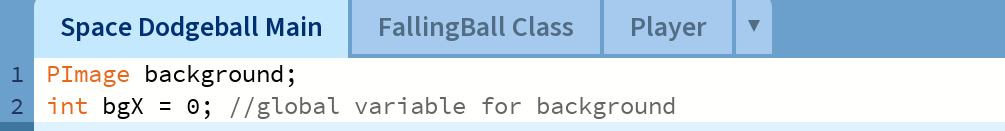 Space Dodgeball Main FallingBall Class Player ▼
1 PImage background;
2 int bgX = 0; //global variable for background